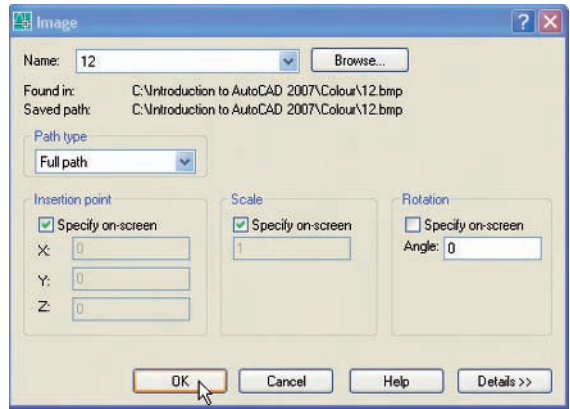 Image
Name: 12 Browse...
Found in: C:\Introduction to AutoCAD 2007\Colour\12.bmp
Saved path: C:\Introduction to AutoCAD 2007\Colour\12.bmp
Path type
Full path
Insertion point
Specify on-screen
X: 0
Y: 0
Z: 0
Scale
Specify on-screen
1
Rotation
Specify on-screen
Angle: 0
OK Cancel Help Details >>